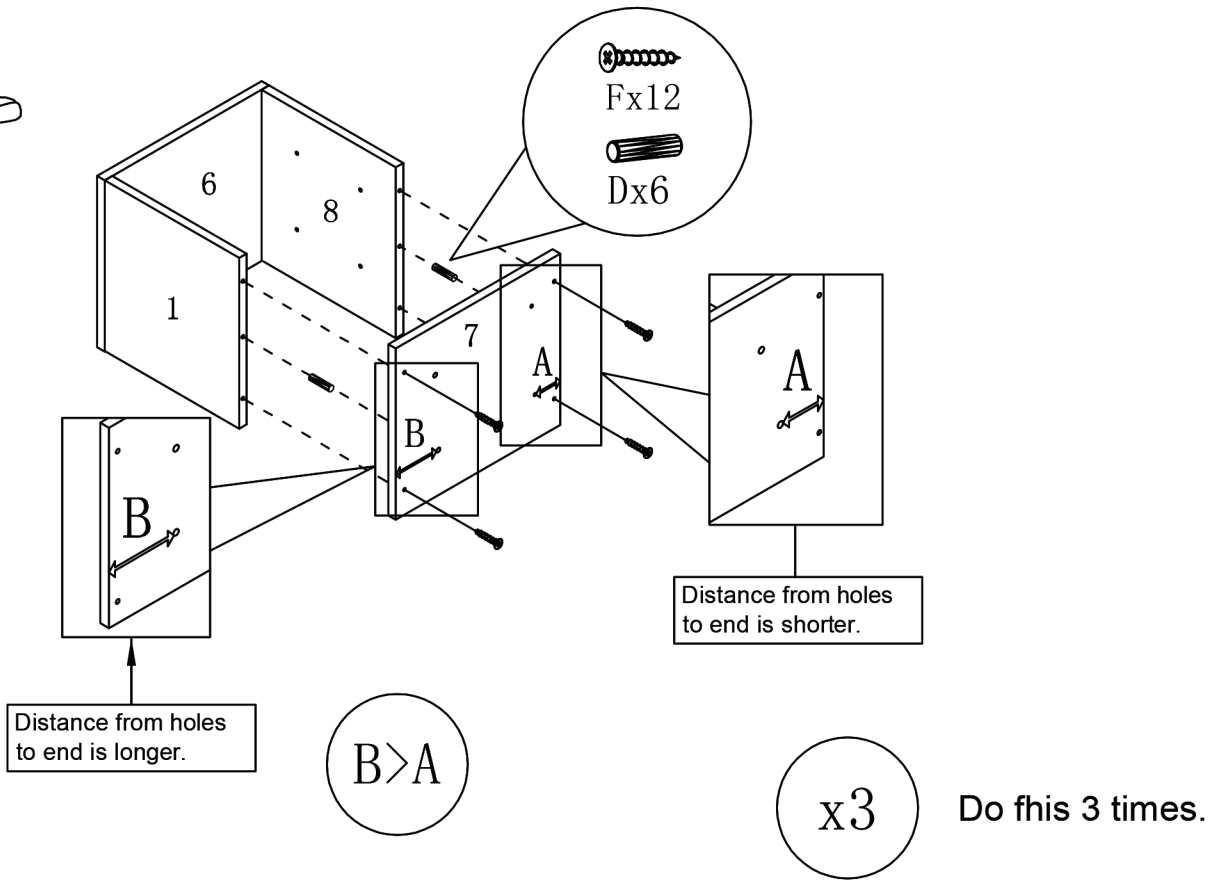 Fx12
Dx6
6
8
1
7
A
B
A
B
Distance from holes
to end is shorter.
Distance from holes
to end is longer.
B>A
x3
Do fhis 3 times.